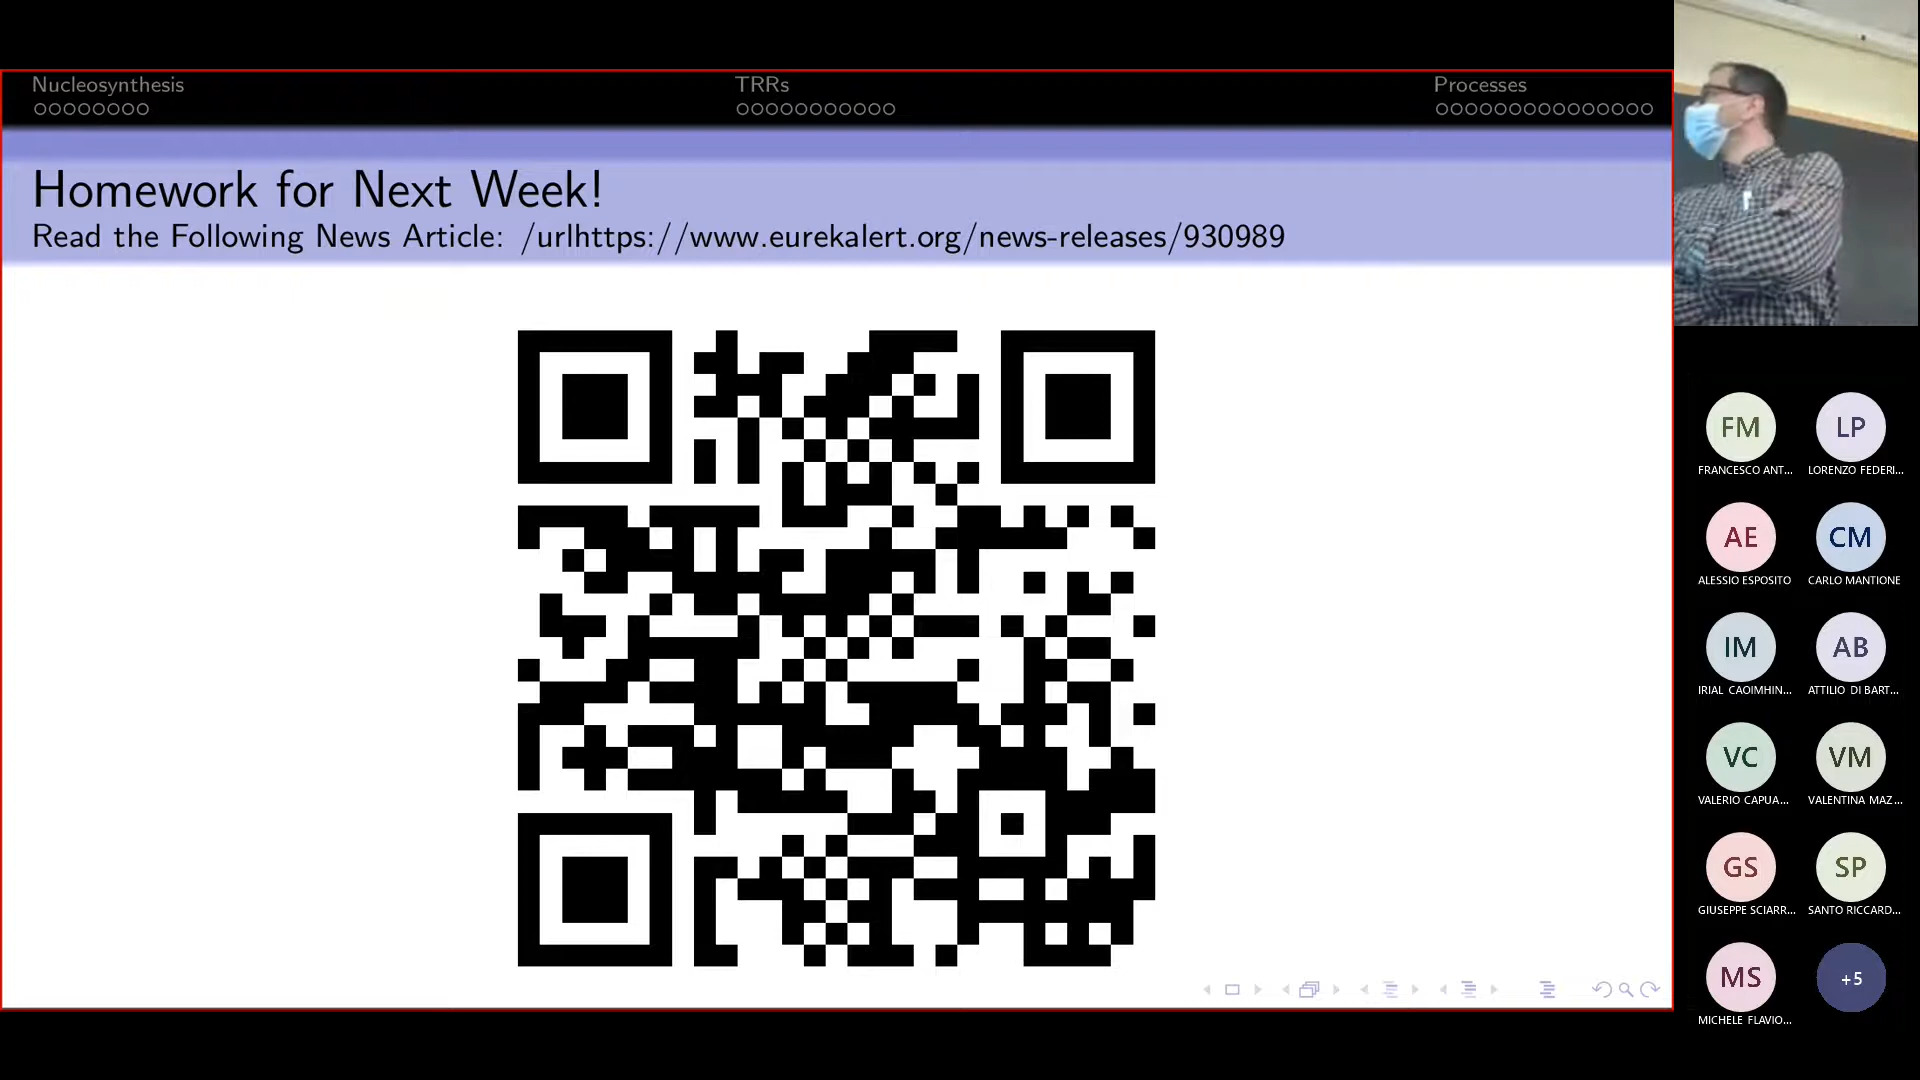 Nucleosynthesis
TRRs
Processes
Homework for Next Week!
Read the Following News Article: /urlhttps://www.eurekalert.org/news-releases/930989
FM
LP
FRANCESCO ANT...
LORENZO FEDERI...
AE
CM
ALESSIO ESPOSITO
CARLO MANTIONE
IM
AB
IRIAL CAOIMHIN...
ATTILIO DI BART...
VC
VM
VALERIO CAPUA...
VALENTINA MAZ...
GS
SP
GIUSEPPE SCIARR...
SANTO RICCARD...
MS
+5
MICHELE FLAVIO...